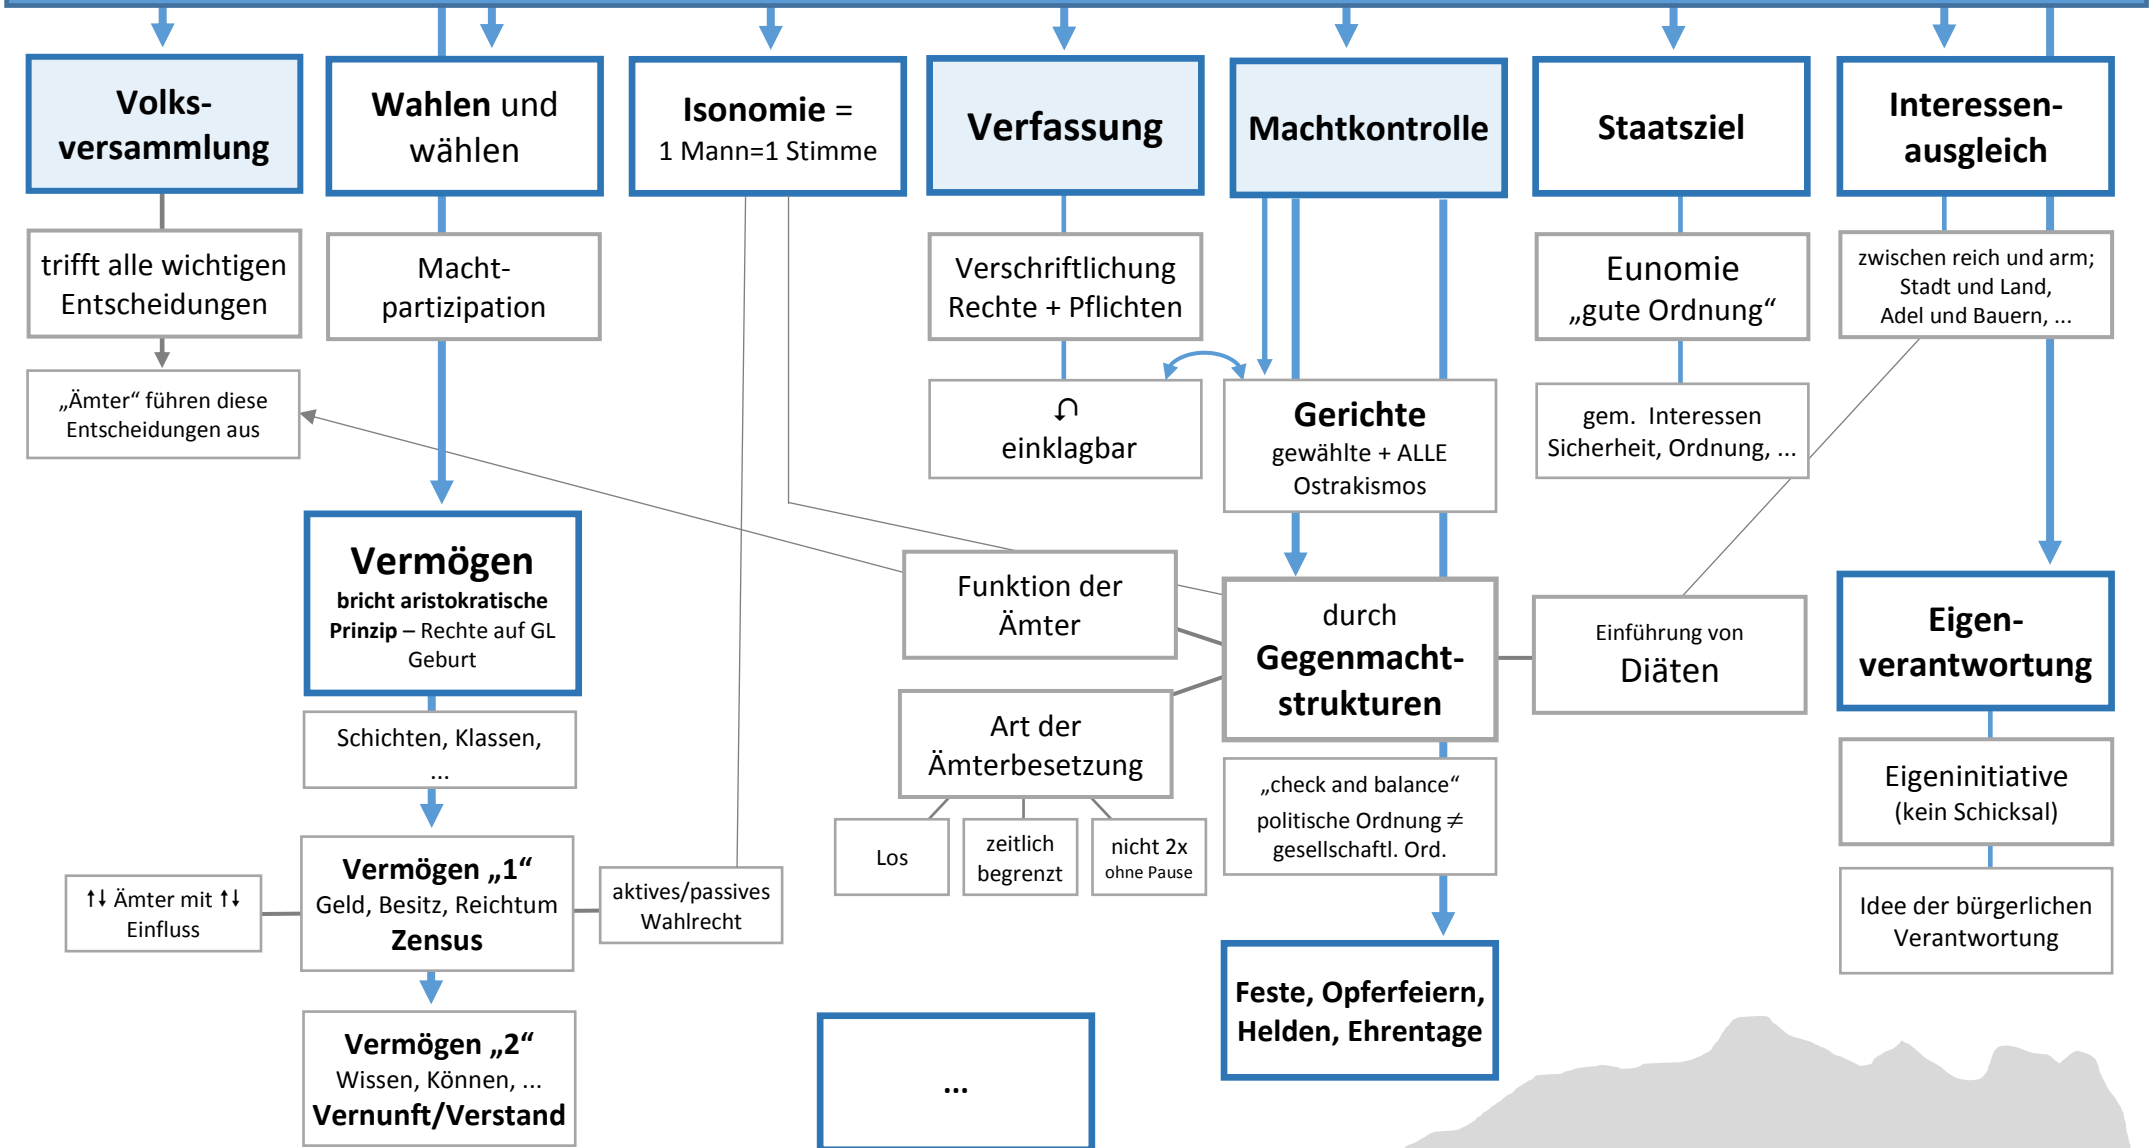 Volks-
versammlung
Wahlen und
wählen
Isonomie =
1 Mann=1 Stimme
Verfassung
Machtkontrolle
Staatsziel
Interessen-
ausgleich
trifft alle wichtigen
Entscheidungen
Macht-
partizipation
Verschriftlichung
Rechte + Pflichten
Eunomie
„gute Ordnung“
zwischen reich und arm;
Stadt und Land,
Adel und Bauern, ...
„Ämter“ führen diese
Entscheidungen aus
einklagbar
Gerichte
gewählte + ALLE
Ostrakismos
gem. Interessen
Sicherheit, Ordnung, ...
Vermögen
bricht aristokratische
Prinzip – Rechte auf GL
Geburt
Funktion der
Ämter
durch
Gegenmacht-
strukturen
Einführung von
Diäten
Eigen-
verantwortung
Schichten, Klassen,
...
Art der
Ämterbesetzung
„check and balance“
politische Ordnung ≠
gesellschaftl. Ord.
Eigeninitiative
(kein Schicksal)
Los
zeitlich
begrenzt
nicht 2x
ohne Pause
↑↓ Ämter mit ↑↓
Einfluss
Vermögen „1“
Geld, Besitz, Reichtum
Zensus
aktives/passives
Wahlrecht
Idee der bürgerlichen
Verantwortung
Feste, Opferfeiern,
Helden, Ehrentage
Vermögen „2“
Wissen, Können, ...
Vernunft/Verstand
...